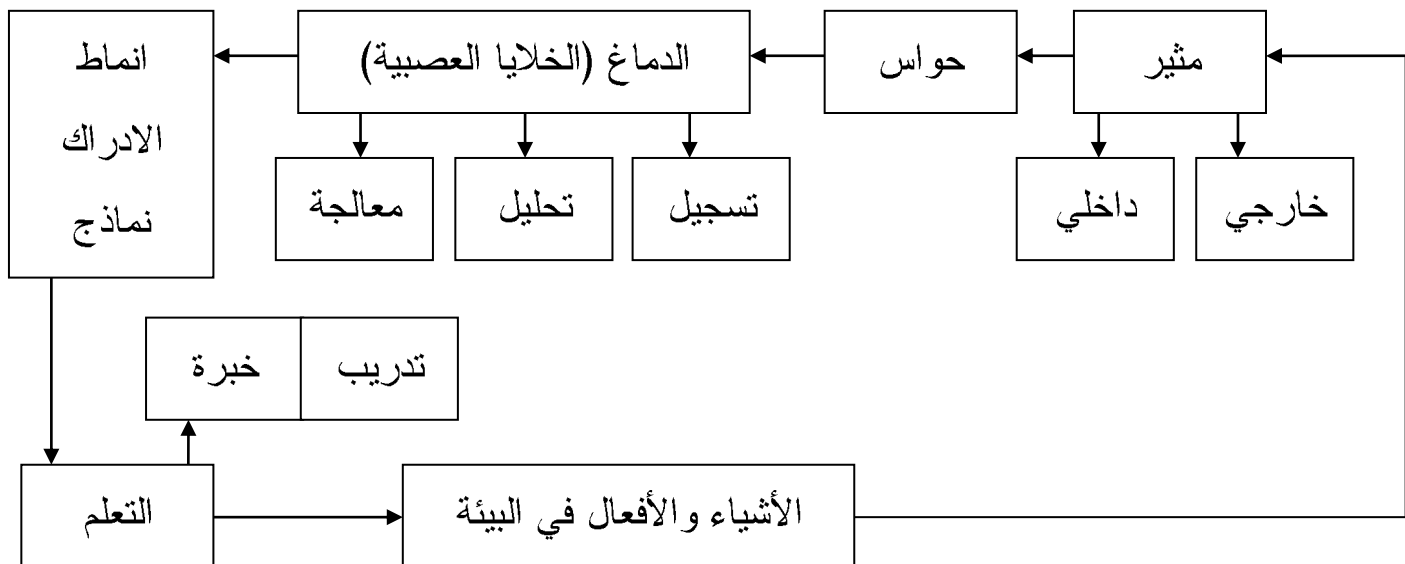 مثير
حواس
الدماغ (الخلايا العصبية)
انماط
الادراك
نماذج
خارجي
داخلي
تسجيل
تحليل
معالجة
تدريب
خبرة
التعلم
الأشياء والأفعال في البيئة